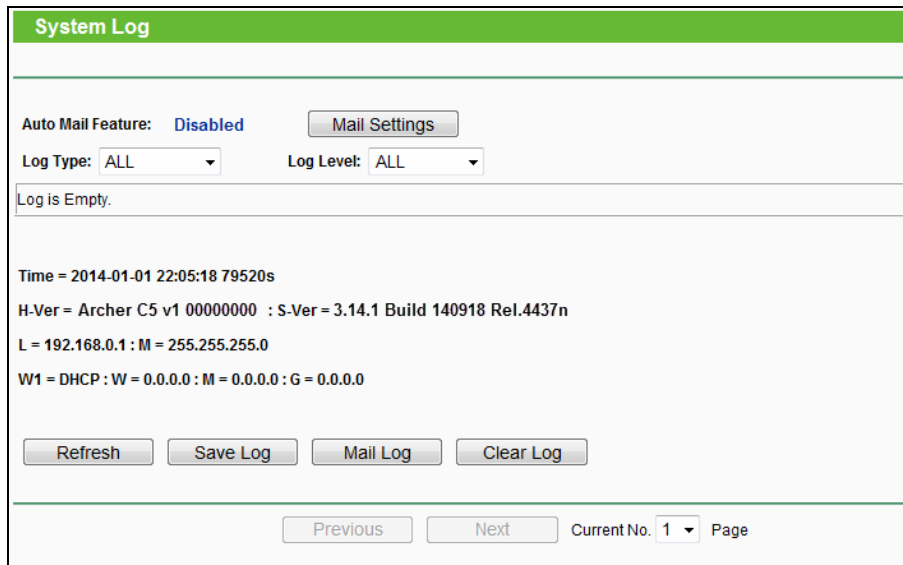 System Log
Auto Mail Feature: Disabled Mail Settings
Log Type: ALL Log Level: ALL
Log is Empty.
Time = 2014-01-01 22:05:18 79520s
H-Ver = Archer C5 v1 00000000 : S-Ver = 3.14.1 Build 140918 Rel.4437n
L = 192.168.0.1 : M = 255.255.255.0
W1 = DHCP : W = 0.0.0.0 : M = 0.0.0.0 : G = 0.0.0.0
Refresh Save Log Mail Log Clear Log
Previous Next Current No. 1 Page